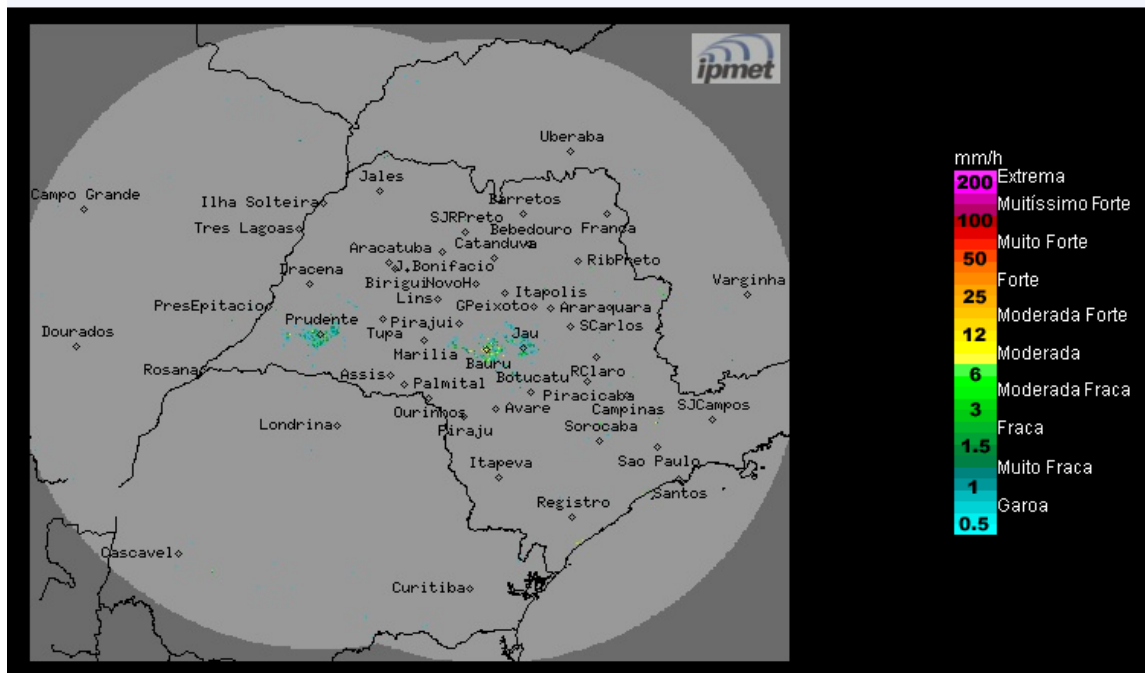 ipmet
Uberaba
Jales
Campo Grande
Ilha Solteira
Barretos
SJRPreto
Tres Lagoas
Bebedouro
Franca
Aracatuba
Catanduva
Dracena
J.Bonifacio
RibPreto
Varginha
Birigui
NovoH
Itapolis
PresEpitacio
Lins
GPeixoto
Araraquara
Prudente
Pirajui
SCarlos
Dourados
Tupa
Jau
Marilia
Bauru
Rosana
Assis
Botucatu
RClaro
Palmital
Piracicaba
Ourinhos
Avare
Campinas
SJCampos
Londrina
Piraju
Sorocaba
Itapeva
Sao Paulo
Santos
Registro
Cascavel
Curitiba
mm/h
200 Extrema
Muitíssimo Forte
100
Muito Forte
50
Forte
25
Moderada Forte
12
Moderada
6
Moderada Fraca
3
Fraca
1.5
Muito Fraca
1
Garoa
0.5